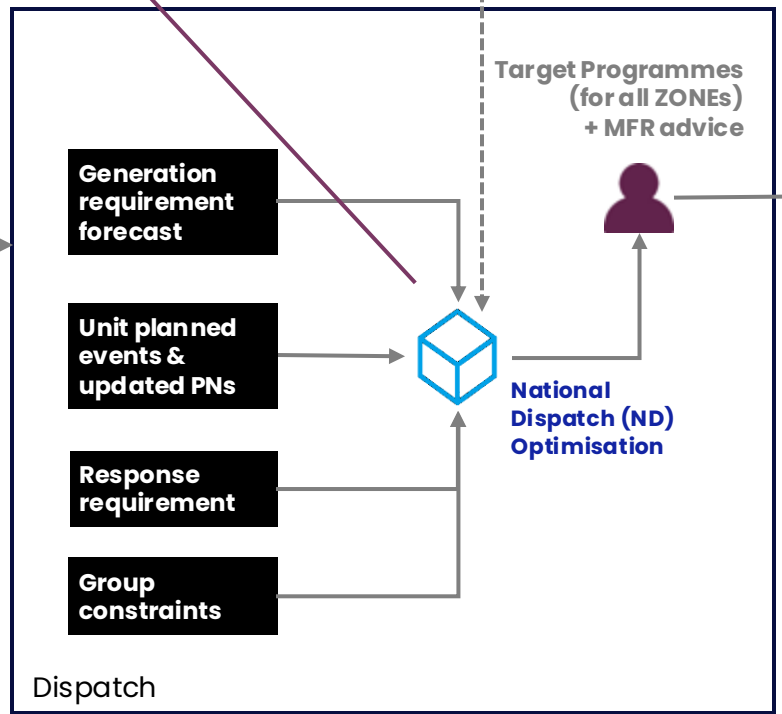 Target Programmes
(for all ZONEs)
+ MFR advice
Generation
requirement
forecast
Unit planned
events &
updated PNs
National
Dispatch (ND)
Optimisation
Response
requirement
Group
constraints
Dispatch